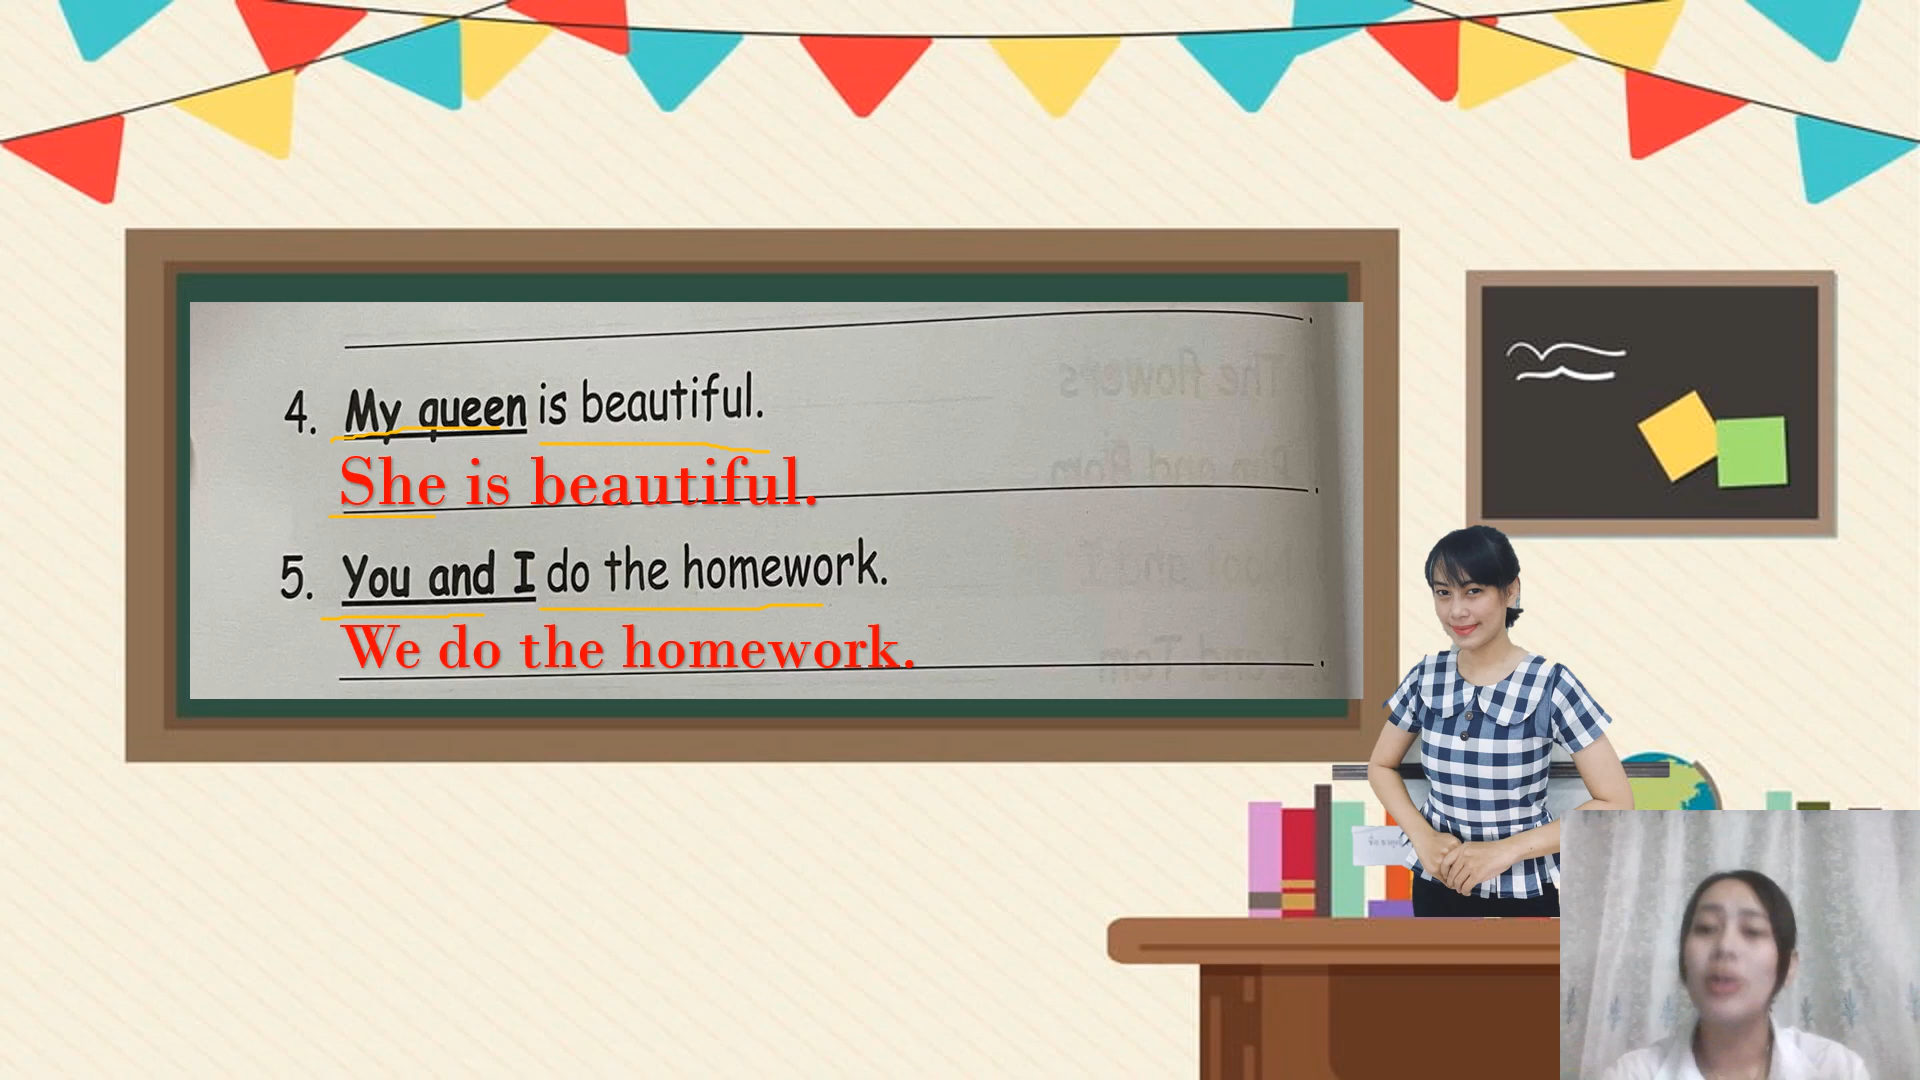 4. My queen is beautiful.
She is beautiful.
5. You and I do the homework.
We do the homework.